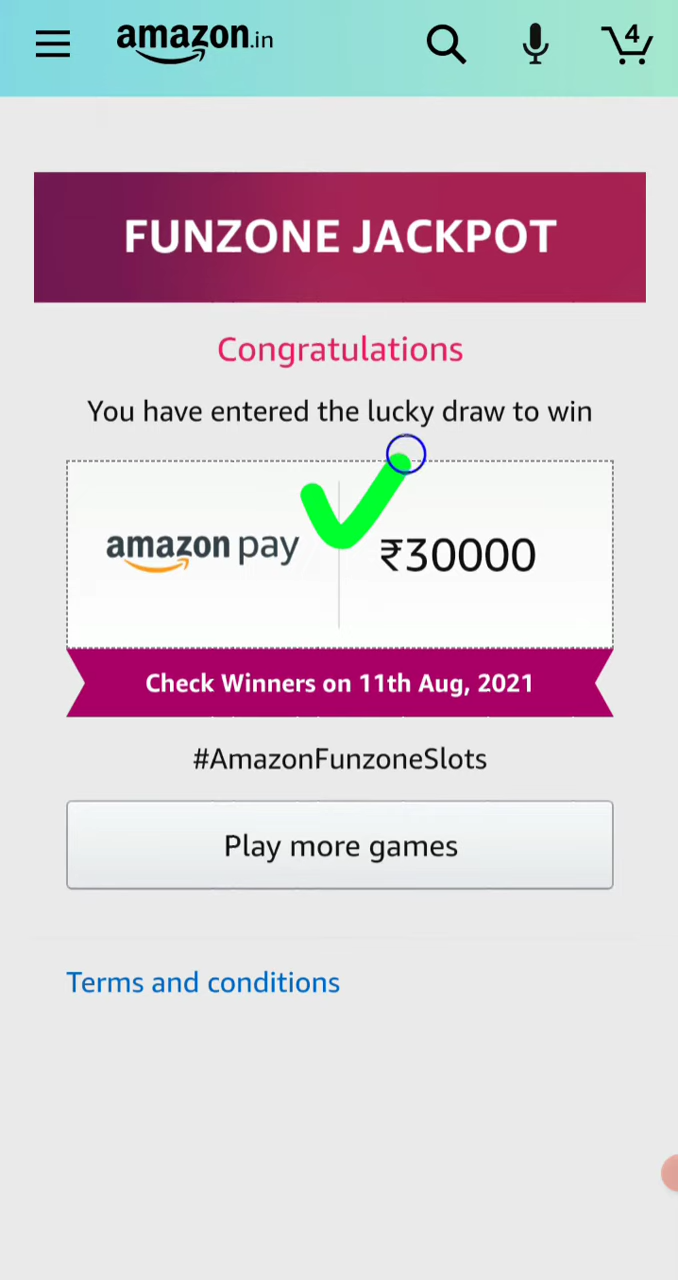 amazon.in
4
FUNZONE JACKPOT
Congratulations
You have entered the lucky draw to win
amazon pay ₹30000
Check Winners on 11th Aug, 2021
#AmazonFunzoneSlots
Play more games
Terms and conditions